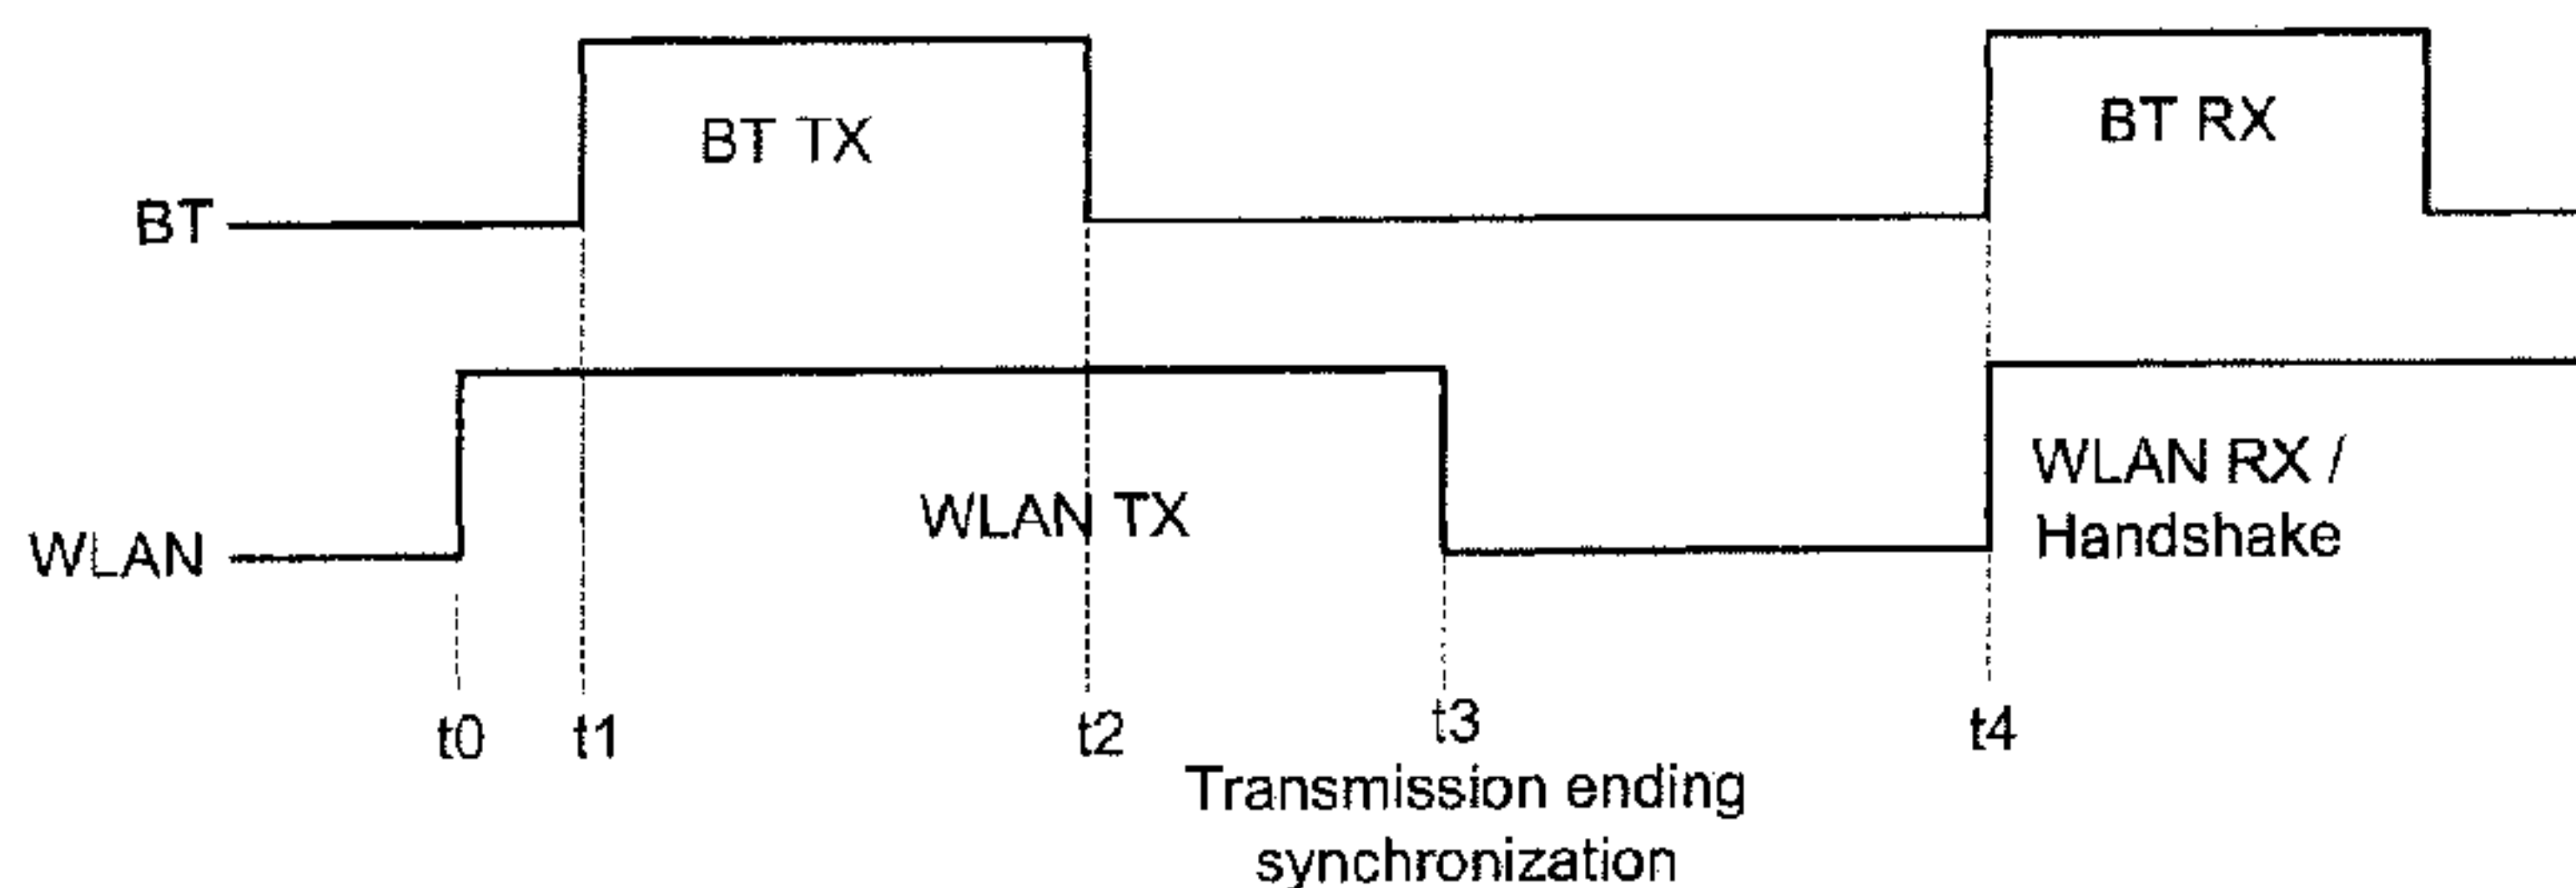 BT TX
BT RX
BT
WLAN TX
WLAN RX /
Handshake
WLAN
t0
t1
t2
t3
t4
Transmission ending
synchronization